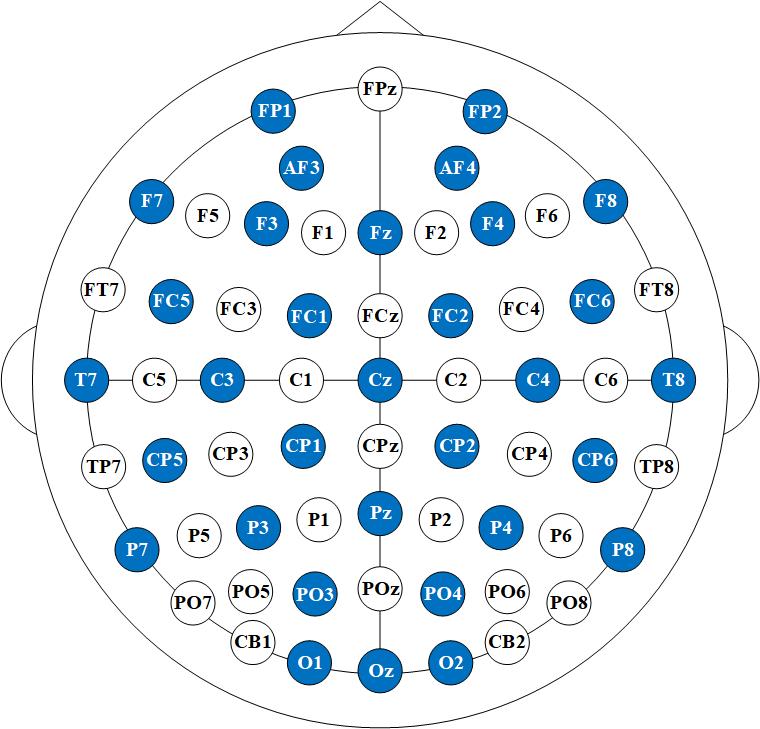 FPz
FP1 FP2
AF3 AF4
F7 F5 F3 F1 Fz F2 F4 F6 F8
FT7 FC5 FC3 FC1 FCz FC2 FC4 FC6 FT8
T7 C5 C3 C1 Cz C2 C4 C6 T8
TP7 CP5 CP3 CP1 CPz CP2 CP4 CP6 TP8
P7 P5 P3 P1 Pz P2 P4 P6 P8
PO7 PO5 PO3 POz PO4 PO6 PO8
CB1 CB2
O1 Oz O2